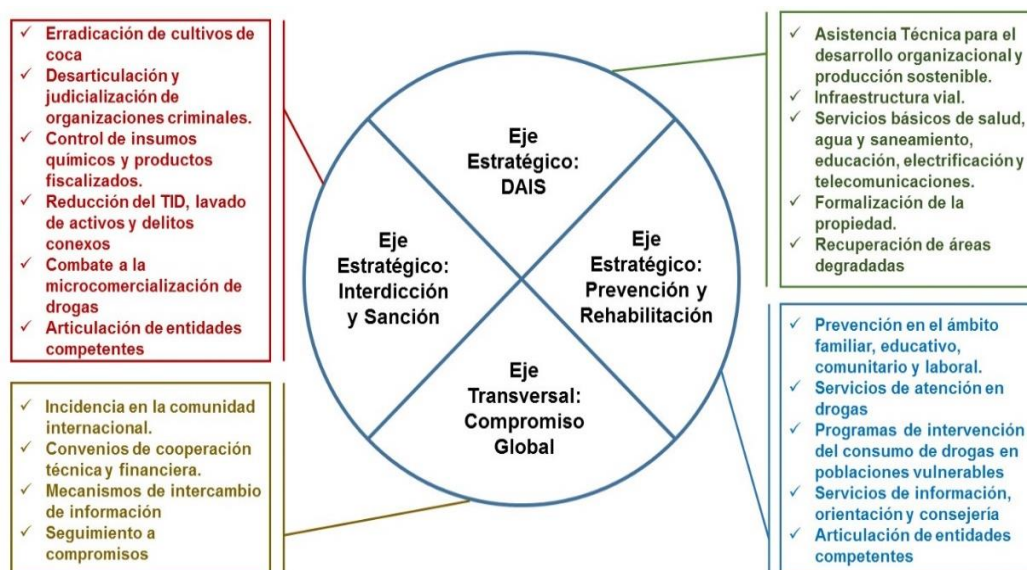 ✓ Erradicación de cultivos de
coca
✓ Desarticulación y
judicialización de
organizaciones criminales.
✓ Control de insumos
químicos y productos
fiscalizados.
✓ Reducción del TID, lavado
de activos y delitos
conexos
✓ Combate a la
microcomercialización de
drogas
✓ Articulación de entidades
competentes
Eje
Estratégico:
DAIS
✓ Asistencia Técnica para el
desarrollo organizacional y
producción sostenible.
✓ Infraestructura vial.
✓ Servicios básicos de salud,
agua y saneamiento,
educación, electrificación y
telecomunicaciones.
✓ Formalización de la
propiedad.
✓ Recuperación de áreas
degradadas
Eje
Estratégico:
Interdicción
y Sanción
Eje
Estratégico:
Prevención y
Rehabilitación
Eje
Transversal:
Compromiso
Global
✓ Incidencia en la comunidad
internacional.
✓ Convenios de cooperación
técnica y financiera.
✓ Mecanismos de intercambio
de información
✓ Seguimiento a
compromisos
✓ Prevención en el ámbito
familiar, educativo,
comunitario y laboral.
✓ Servicios de atención en
drogas
✓ Programas de intervención
del consumo de drogas en
poblaciones vulnerables
✓ Servicios de información,
orientación y consejería
✓ Articulación de entidades
competentes